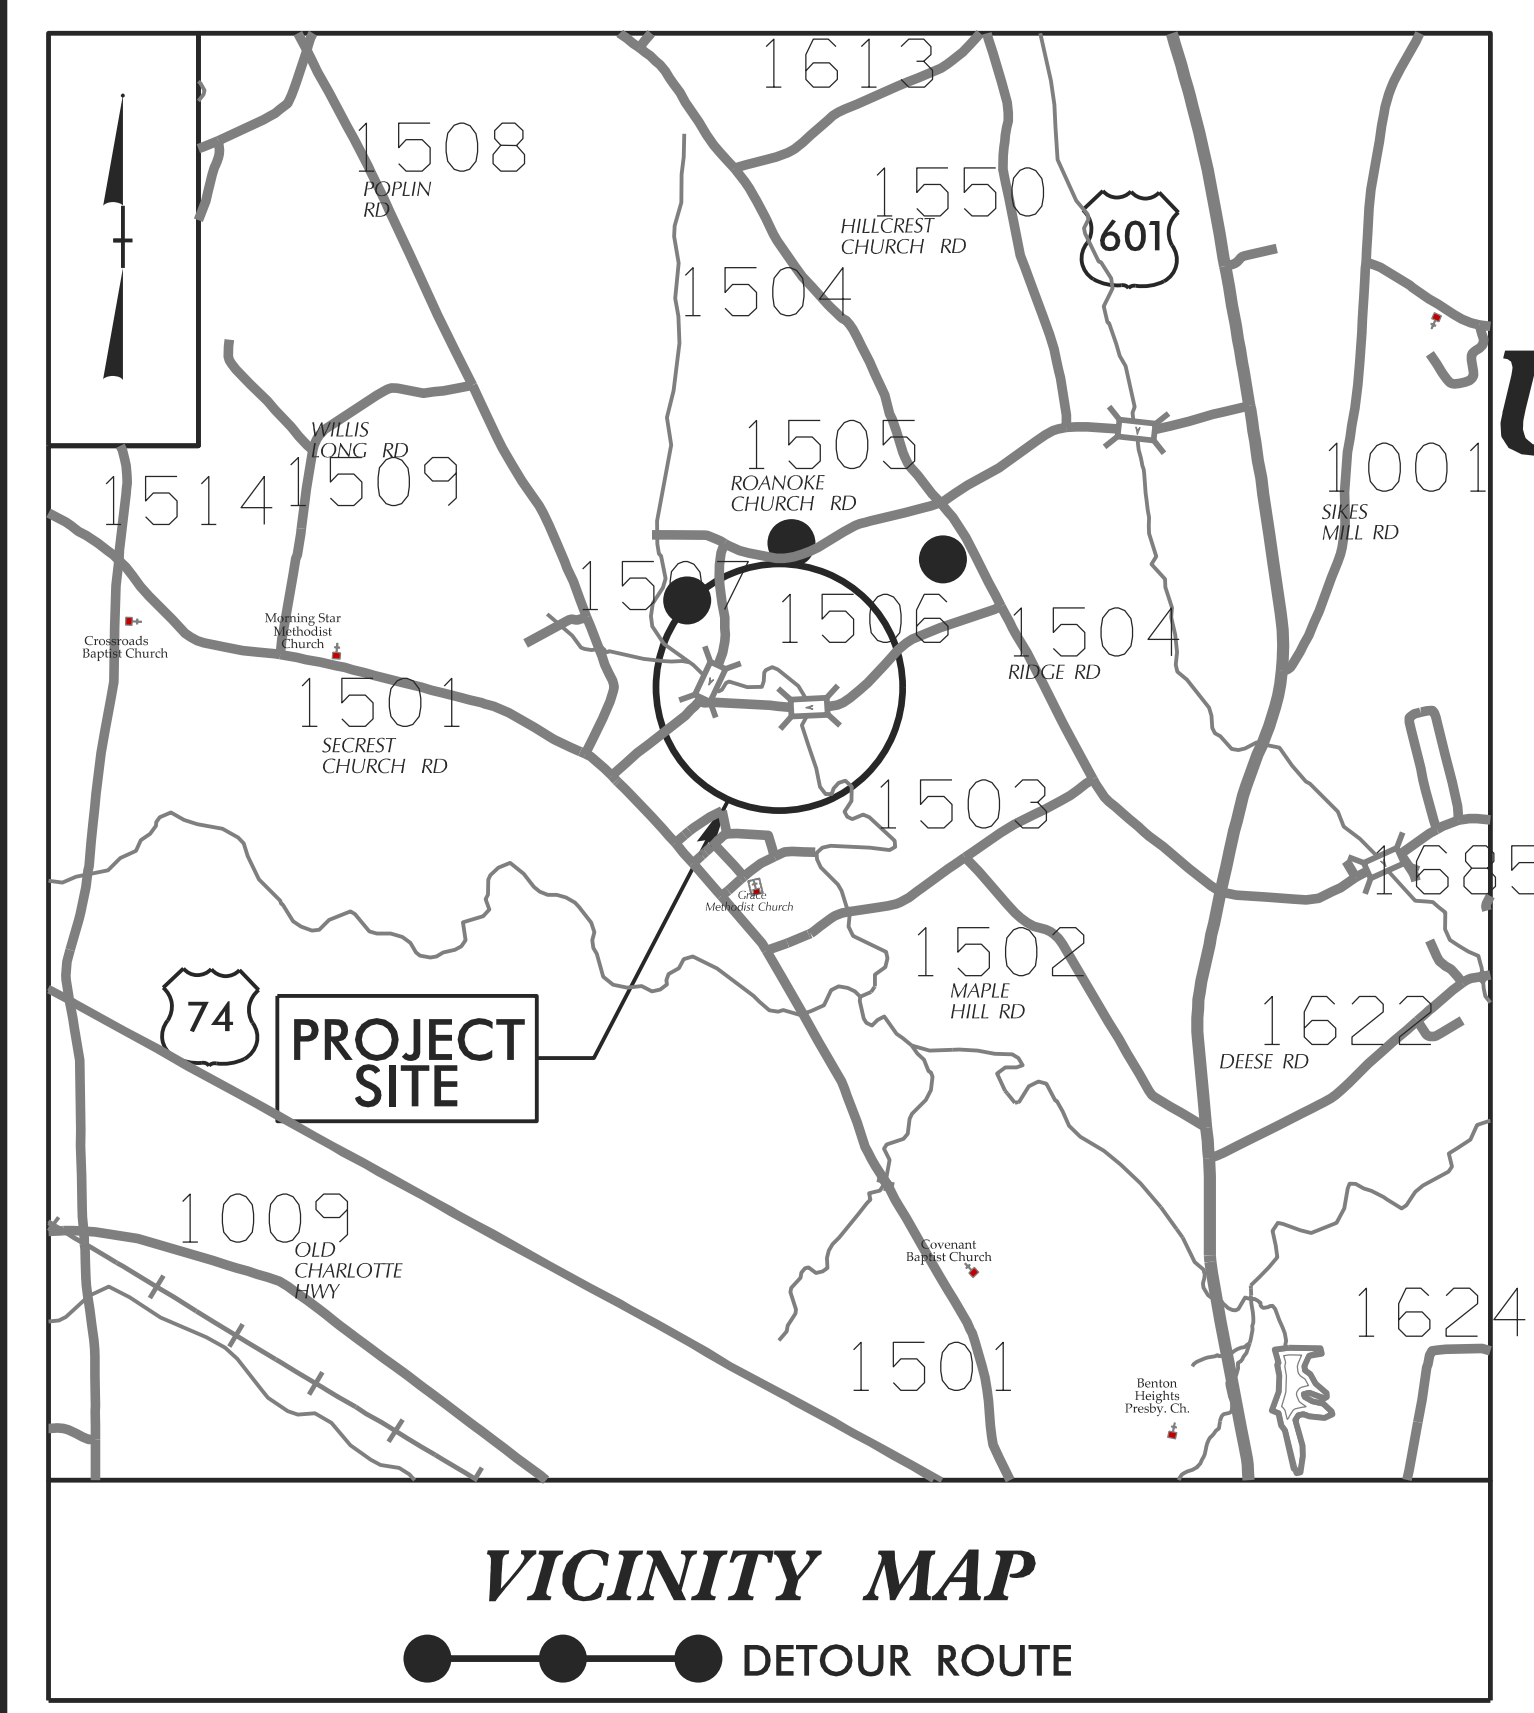 1613
1508
POPLIN
RD
1550
HILLCREST
CHURCH RD
601
1504
WILLIS
LONG RD
1505
ROANOKE
CHURCH RD
1001
SIKES
MILL RD
1514
1509
1507
1506
1504
RIDGE RD
Crossroads
Baptist Church
Morning Star
Methodist
Church
1501
SECREST
CHURCH RD
1503
1685
Grace
Methodist Church
1502
MAPLE
HILL RD
74
PROJECT
SITE
1622
DEESE RD
1009
OLD
CHARLOTTE
HWY
Covenant
Baptist Church
1624
1501
Benton
Heights
Presby. Ch.
VICINITY MAP
DETOUR ROUTE